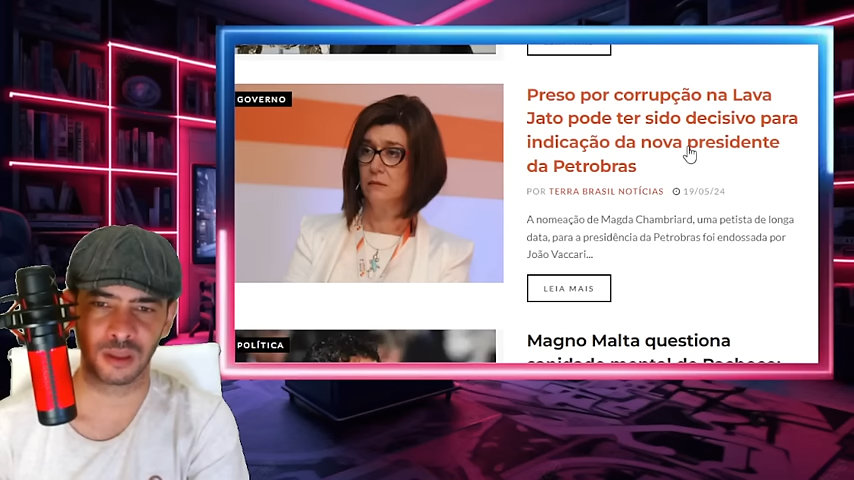 GOVERNO
Preso por corrupção na Lava
Jato pode ter sido decisivo para
indicação da nova presidente
da Petrobras
POR TERRA BRASIL NOTÍCIAS 19/05/24
A nomeação de Magda Chambriard, uma petista de longa
data, para a presidência da Petrobras foi endossada por
João Vaccari...
LEIA MAIS
POLÍTICA
Magno Malta questiona